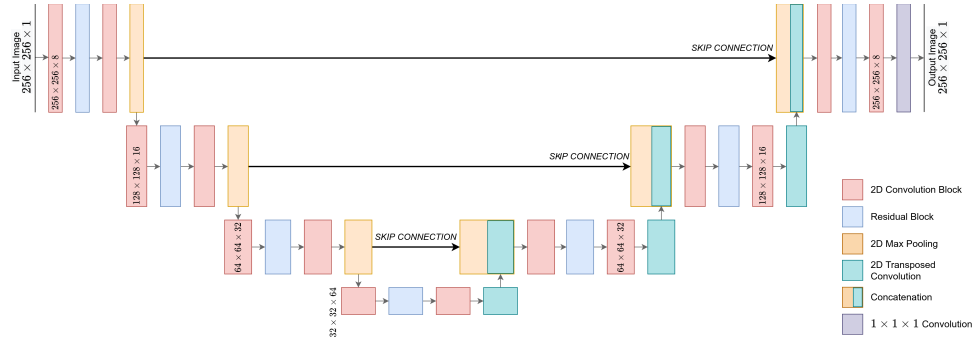 Input Image
256 × 256 × 1
256 × 256 × 8
SKIP CONNECTION
256 × 256 × 8
Output Image
256 × 256 × 1
128 × 128 × 16
SKIP CONNECTION
128 × 128 × 16
64 × 64 × 32
SKIP CONNECTION
64 × 64 × 32
32 × 32 × 64
2D Convolution Block
Residual Block
2D Max Pooling
2D Transposed
Convolution
Concatenation
1 × 1 × 1 Convolution